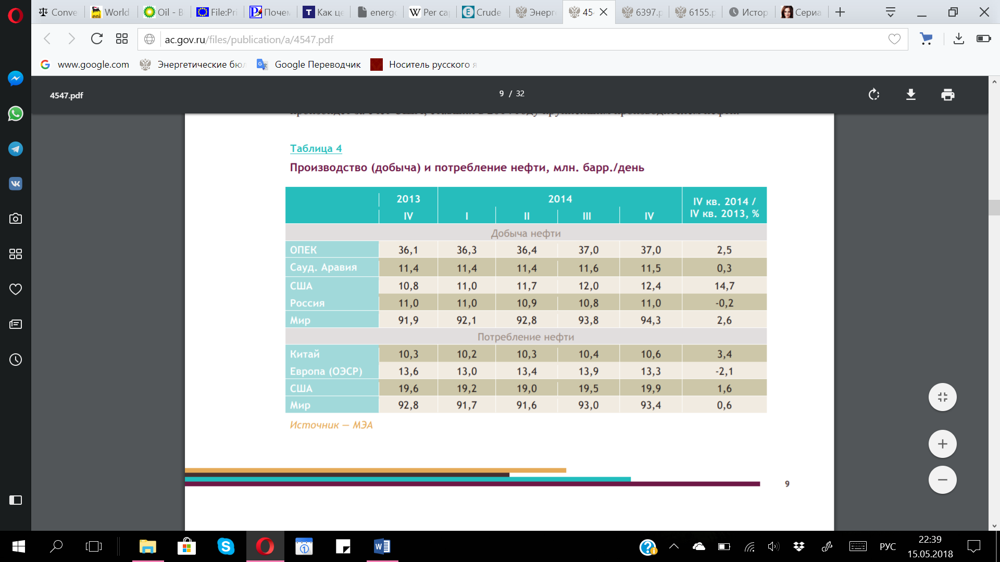 Conve World Oil - B File:Pri Почем Как це energo Per ca Crude Энерге 454 6397.p 6155.p Истор Сериа
ac.gov.ru/files/publication/a/4547.pdf
www.google.com Энергетические бюл Google Переводчик Носитель русского я
4547.pdf 9 / 32
Таблица 4
Производство (добыча) и потребление нефти, млн. барр./день
2013 2014 IV кв. 2014 /
IV I II III IV IV кв. 2013, %
Добыча нефти
ОПЕК 36,1 36,3 36,4 37,0 37,0 2,5
Сауд. Аравия 11,4 11,4 11,4 11,6 11,5 0,3
США 10,8 11,0 11,7 12,0 12,4 14,7
Россия 11,0 11,0 10,9 10,8 11,0 -0,2
Мир 91,9 92,1 92,8 93,8 94,3 2,6
Потребление нефти
Китай 10,3 10,2 10,3 10,4 10,6 3,4
Европа (ОЭСР) 13,6 13,0 13,4 13,9 13,3 -2,1
США 19,6 19,2 19,0 19,5 19,9 1,6
Мир 92,8 91,7 91,6 93,0 93,4 0,6
Источник — МЭА
9
РУС 22:39
15.05.2018